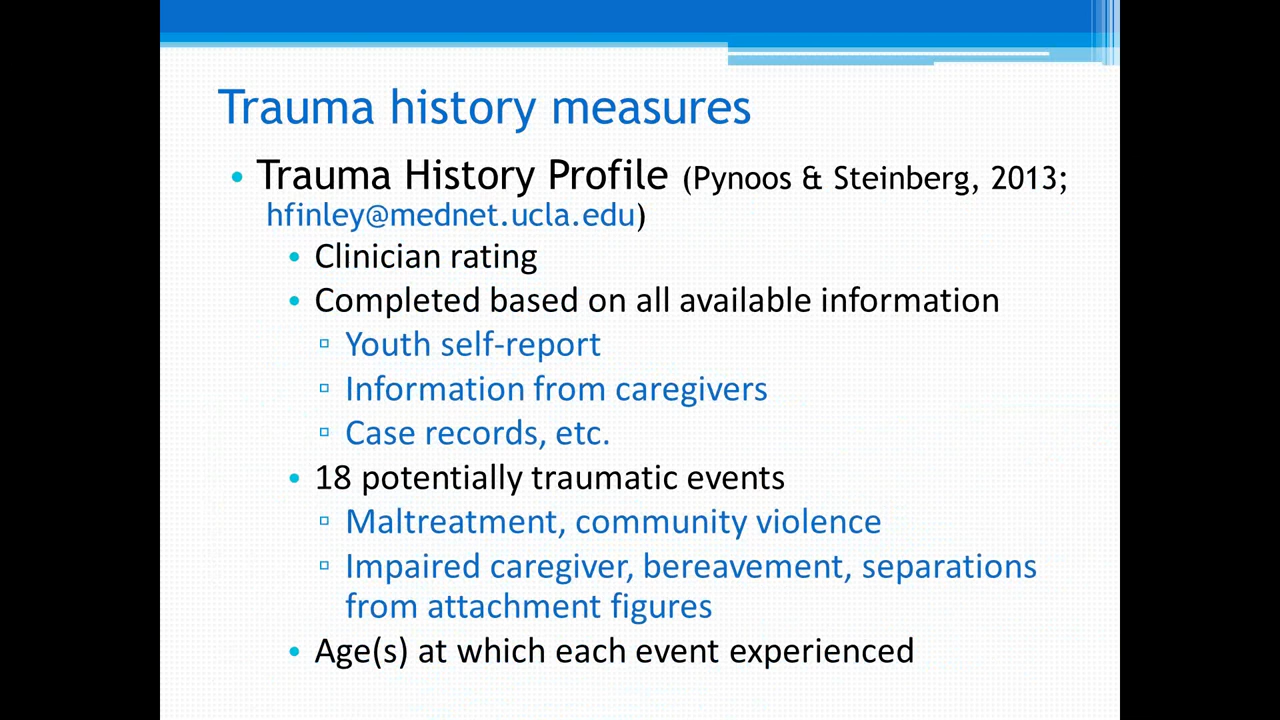 Trauma history measures
• Trauma History Profile (Pynoos & Steinberg, 2013;
hfinley@mednet.ucla.edu)
• Clinician rating
• Completed based on all available information
▫ Youth self-report
▫ Information from caregivers
▫ Case records, etc.
• 18 potentially traumatic events
▫ Maltreatment, community violence
▫ Impaired caregiver, bereavement, separations
from attachment figures
• Age(s) at which each event experienced